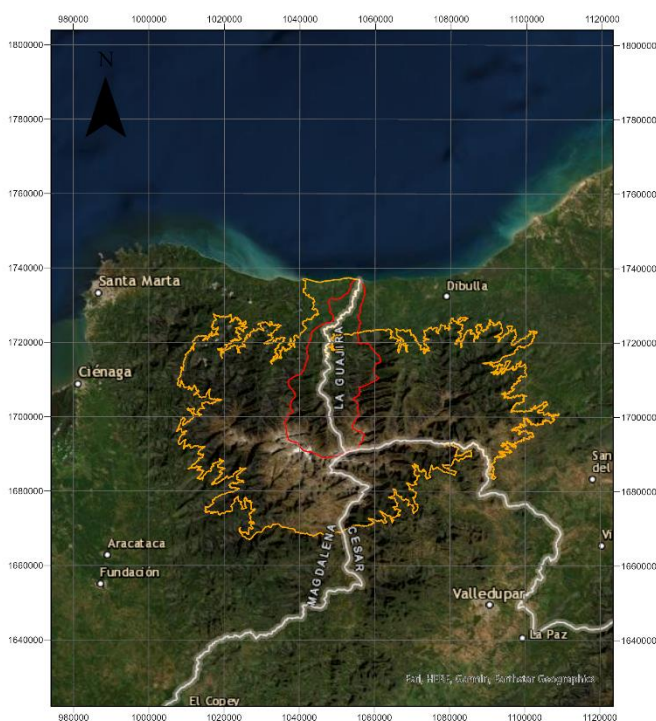 980000 1000000 1020000 1040000 1060000 1080000 1100000 1120000
1800000 1800000
N
1780000 1780000
1760000 1760000
1740000 1740000
Santa Marta
Dibulla
1720000 1720000
LA GUAJIRA
Ciénaga
1700000 1700000
San
del
1680000 1680000
MAGDALENA
CESAR
Aracataca
Vi
1660000 1660000
Fundación
Valledupar
1640000 1640000
La Paz
Esri, HERE, Garmin, Earthstar Geographics
El Copey
980000 1000000 1020000 1040000 1060000 1080000 1100000 1120000